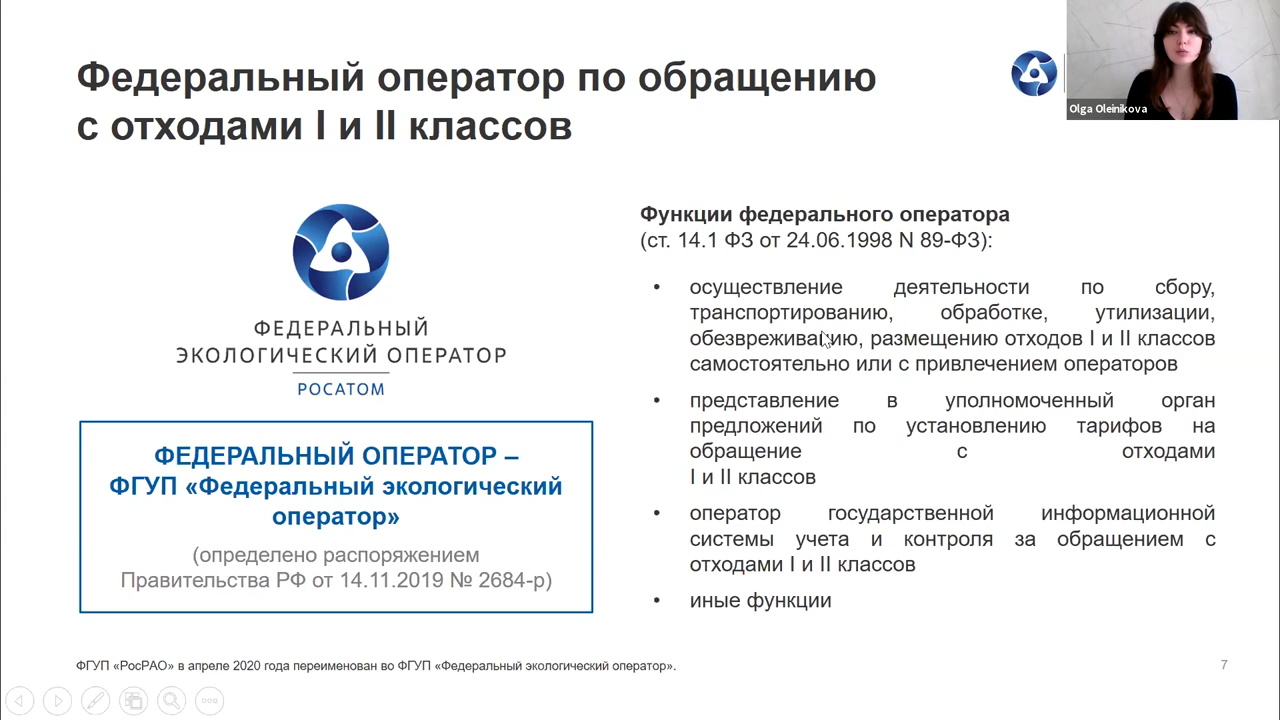 Федеральный оператор по обращению
с отходами I и II классов
Olga Oleinikova
ФЕДЕРАЛЬНЫЙ
ЭКОЛОГИЧЕСКИЙ ОПЕРАТОР
РОСАТОМ
ФЕДЕРАЛЬНЫЙ ОПЕРАТОР –
ФГУП «Федеральный экологический
оператор»
(определено распоряжением
Правительства РФ от 14.11.2019 № 2684-р)
Функции федерального оператора
(ст. 14.1 ФЗ от 24.06.1998 N 89-ФЗ):
• осуществление деятельности по сбору,
транспортированию, обработке, утилизации,
обезвреживанию, размещению отходов I и II классов
самостоятельно или с привлечением операторов
• представление в уполномоченный орган
предложений по установлению тарифов на
обращение с отходами
I и II классов
• оператор государственной информационной
системы учета и контроля за обращением с
отходами I и II классов
• иные функции
ФГУП «РосРАО» в апреле 2020 года переименован во ФГУП «Федеральный экологический оператор».
7